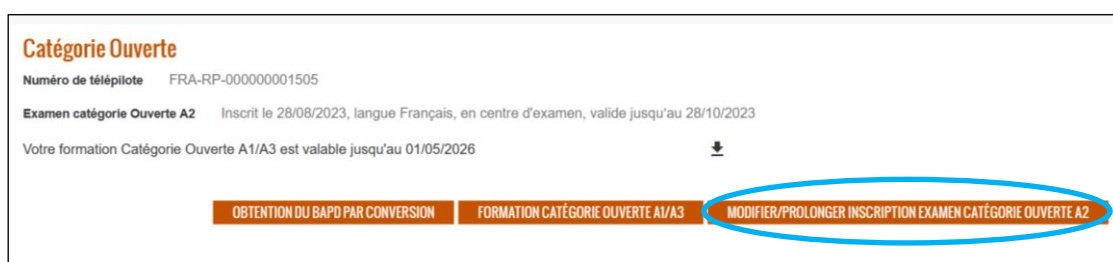 Catégorie Ouverte
Numéro de télépilote FRA-RP-000000001505
Examen catégorie Ouverte A2 Inscrit le 28/08/2023, langue Français, en centre d'examen, valide jusqu'au 28/10/2023
Votre formation Catégorie Ouverte A1/A3 est valable jusqu'au 01/05/2026
OBTENTION DU BAPD PAR CONVERSION FORMATION CATÉGORIE OUVERTE A1/A3 MODIFIER/PROLONGER INSCRIPTION EXAMEN CATÉGORIE OUVERTE A2